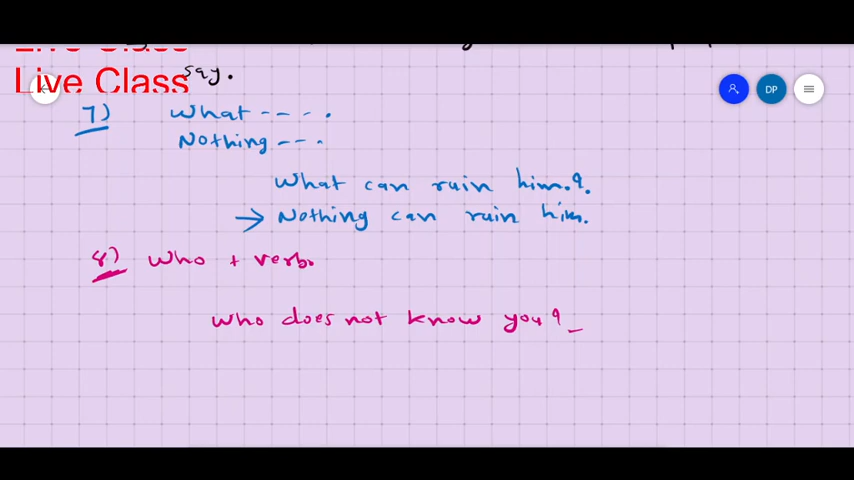 Live Class
say.
7) What ----.
Nothing ---.
What can ruin him.?.
→ Nothing can ruin him.
8) Who + verb.
Who does not know you? _
DP